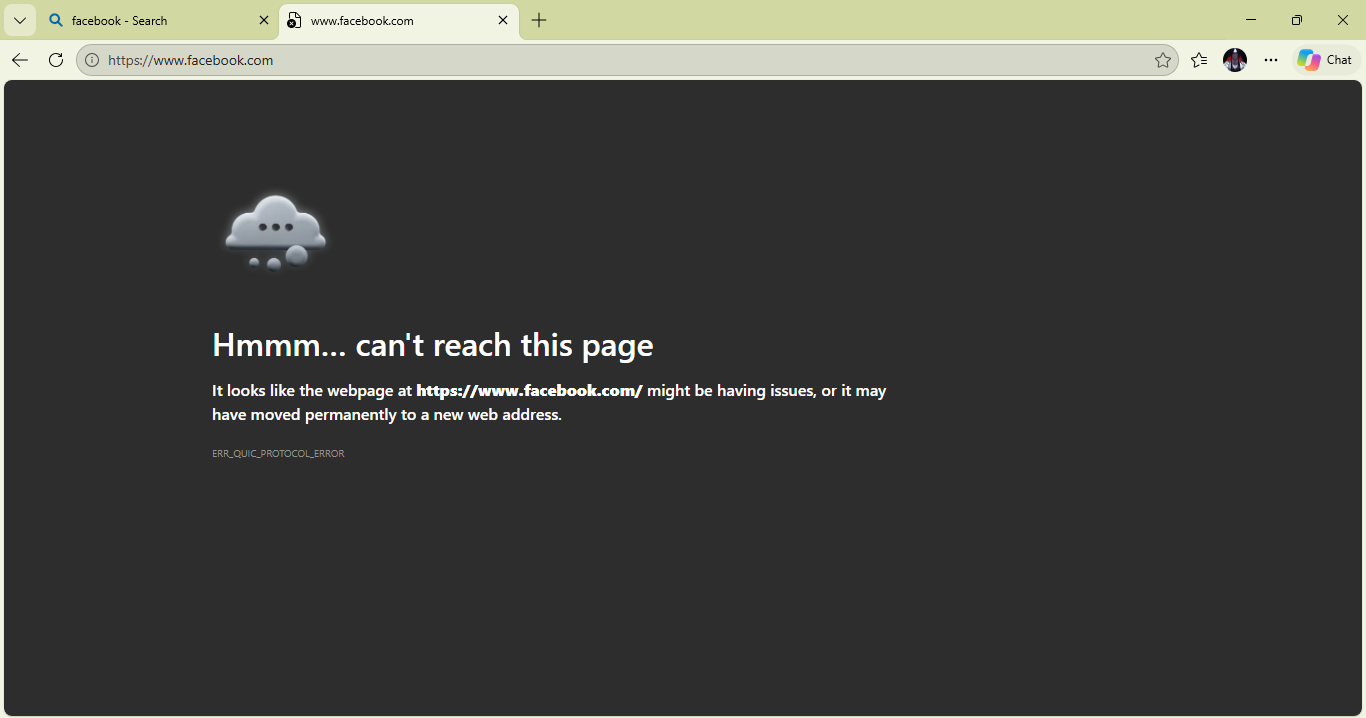 facebook - Search
www.facebook.com
https://www.facebook.com
Chat
Hmmm... can't reach this page
It looks like the webpage at https://www.facebook.com/ might be having issues, or it may
have moved permanently to a new web address.
ERR_QUIC_PROTOCOL_ERROR